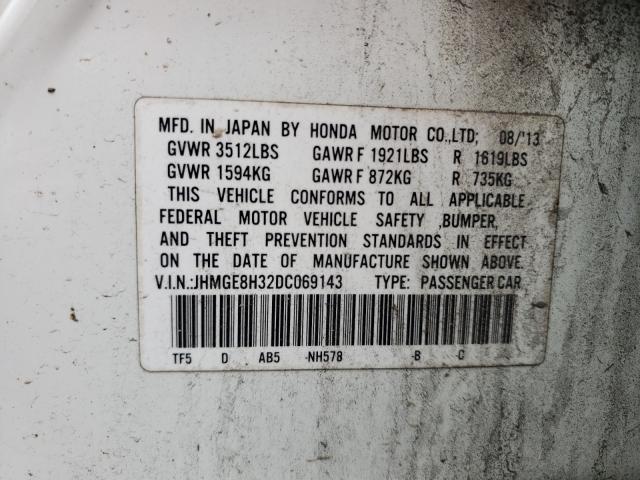 MFD. IN JAPAN BY HONDA MOTOR CO.,LTD; 08/'13
GVWR 3512LBS GAWR F 1921LBS R 1619LBS
GVWR 1594KG GAWR F 872KG R 735KG
THIS VEHICLE CONFORMS TO ALL APPLICABLE
FEDERAL MOTOR VEHICLE SAFETY ,BUMPER,
AND THEFT PREVENTION STANDARDS IN EFFECT
ON THE DATE OF MANUFACTURE SHOWN ABOVE.
V.I.N.:JHMGE8H32DC069143 TYPE: PASSENGER CAR
TF5 D AB5 -NH578 -B C